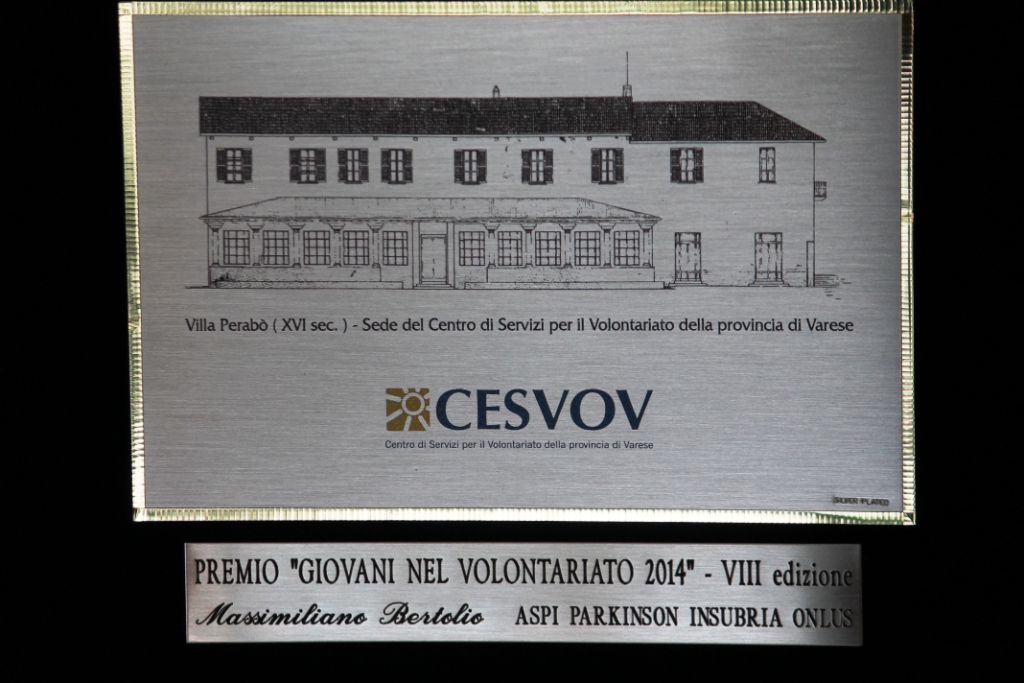 Villa Perabò ( XVI sec. ) - Sede del Centro di Servizi per il Volontariato della provincia di Varese
CESVOV
Centro di Servizi per il Volontariato della provincia di Varese
SILVER PLATED
PREMIO "GIOVANI NEL VOLONTARIATO 2014" - VIII edizione
Massimiliano Bertolio ASPI PARKINSON INSUBRIA ONLUS